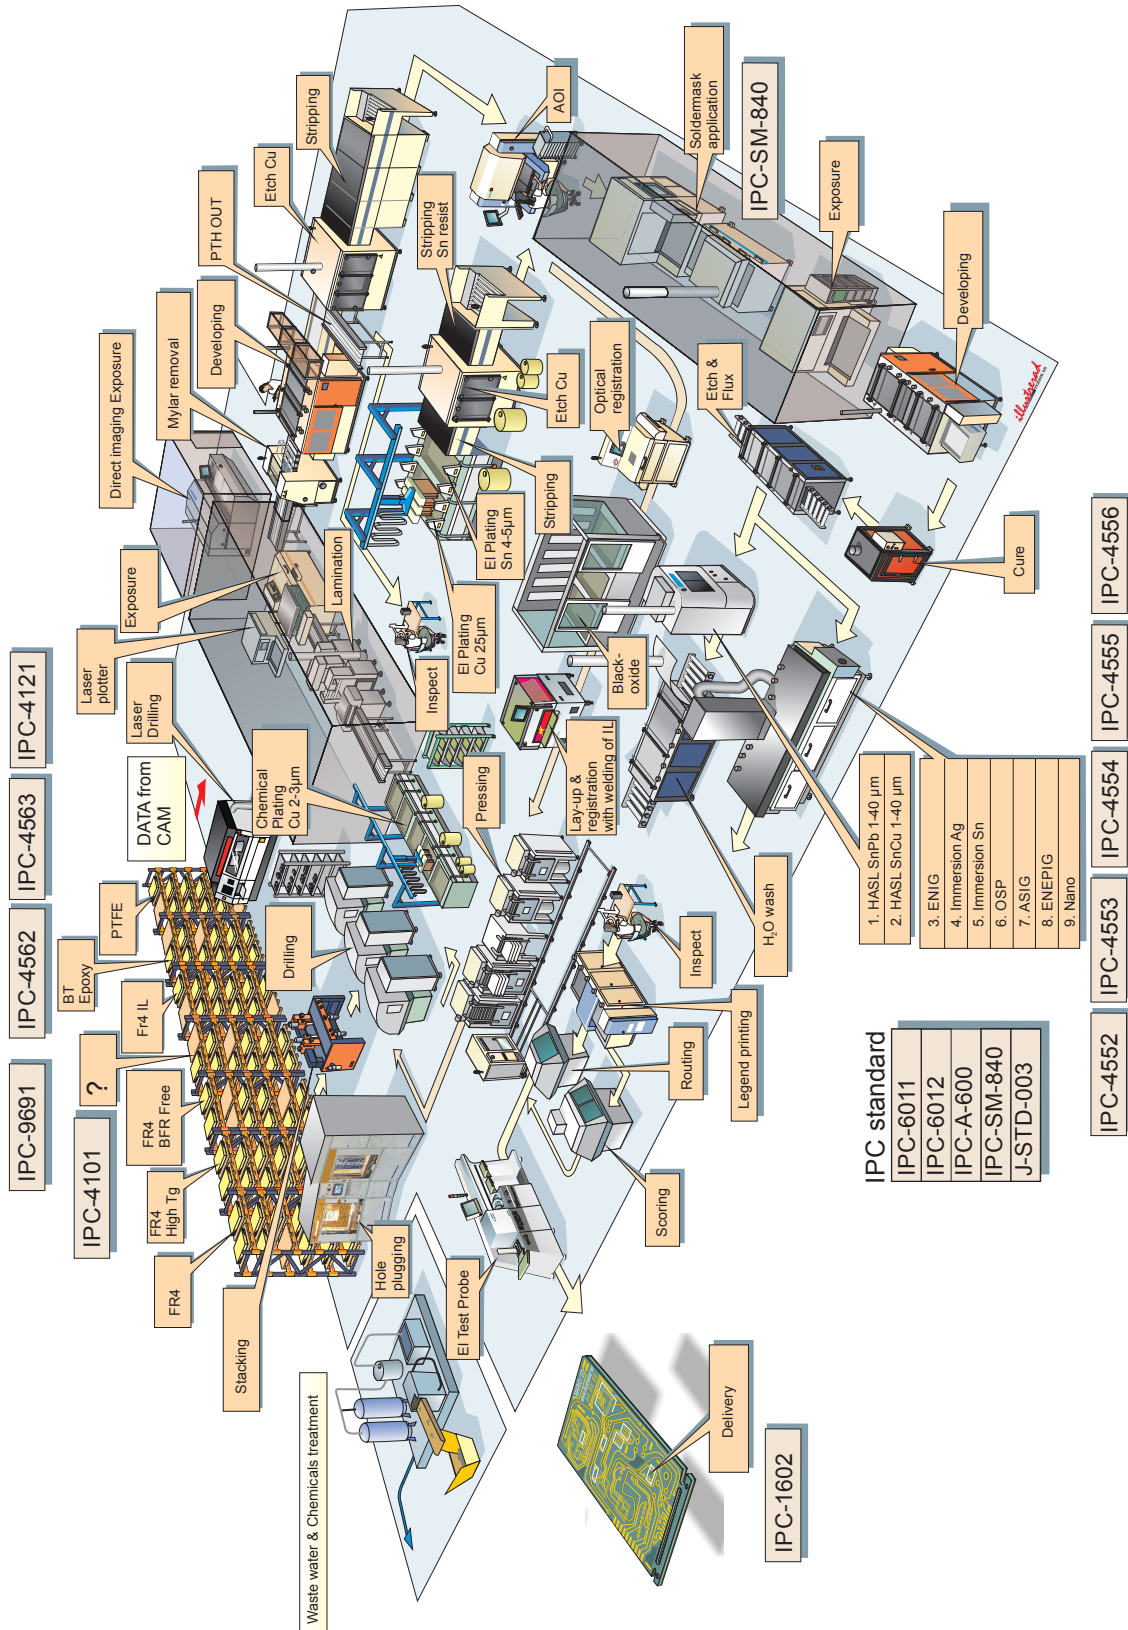 IPC-9691
IPC-4562
IPC-4563
IPC-4121
IPC-4101
?
BT
Epoxy
PTFE
Fr4 IL
FR4
BFR Free
FR4
High Tg
FR4
Stacking
DATA from
CAM
Laser
Drilling
Laser
plotter
Exposure
Direct imaging Exposure
Mylar removal
Developing
PTH OUT
Etch Cu
Stripping
Waste water & Chemicals treatment
Hole
plugging
Drilling
Chemical
Plating
Cu 2-3µm
Lamination
Inspect
El Plating
Cu 25µm
El Plating
Sn 4-5µm
Stripping
Etch Cu
Stripping
Sn resist
AOI
El Test Probe
Pressing
Lay-up &
registration
with welding of IL
Black-
oxide
Optical
registration
Soldermask
application
IPC-SM-840
Etch &
Flux
Exposure
Developing
illustgerad
Cure
Scoring
Routing
Legend printing
Inspect
H2O wash
Delivery
IPC-1602
1. HASL SnPb 1-40 µm
2. HASL SnCu 1-40 µm
3. ENIG
4. Immersion Ag
5. Immersion Sn
6. OSP
7. ASIG
8. ENEPIG
9. Nano
IPC standard
IPC-6011
IPC-6012
IPC-A-600
IPC-SM-840
J-STD-003
IPC-4552
IPC-4553
IPC-4554
IPC-4555
IPC-4556